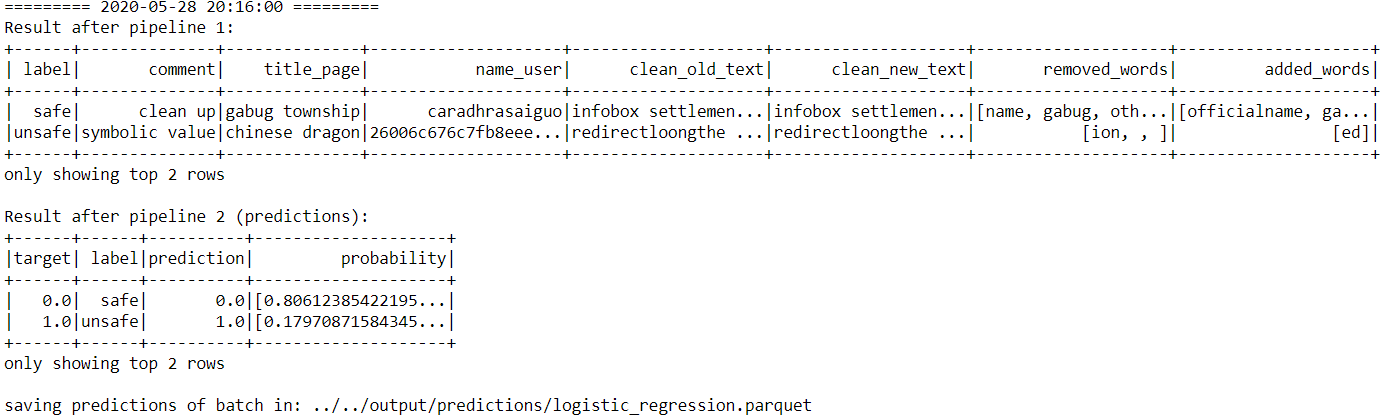 ========= 2020-05-28 20:16:00 =========
Result after pipeline 1:
+------+--------------+--------------+--------------------+--------------------+--------------------+--------------------+--------------------+
| label|       comment|    title_page|           name_user|      clean_old_text|      clean_new_text|       removed_words|         added_words|
+------+--------------+--------------+--------------------+--------------------+--------------------+--------------------+--------------------+
|  safe|      clean up|gabug township|      caradhrasaiguo|infobox settlemen...|infobox settlemen...|[name, gabug, oth...|[officialname, ga...|
|unsafe|symbolic value|chinese dragon|26006c676c7fb8eee...|redirectloongthe ...|redirectloongthe ...|          [ion, , ]|                [ed]|
+------+--------------+--------------+--------------------+--------------------+--------------------+--------------------+--------------------+
only showing top 2 rows
Result after pipeline 2 (predictions):
+------+------+----------+--------------------+
|target| label|prediction|         probability|
+------+------+----------+--------------------+
|   0.0|  safe|       0.0|[0.80612385422195...|
|   1.0|unsafe|       1.0|[0.17970871584345...|
+------+------+----------+--------------------+
only showing top 2 rows
saving predictions of batch in: ../../output/predictions/logistic_regression.parquet